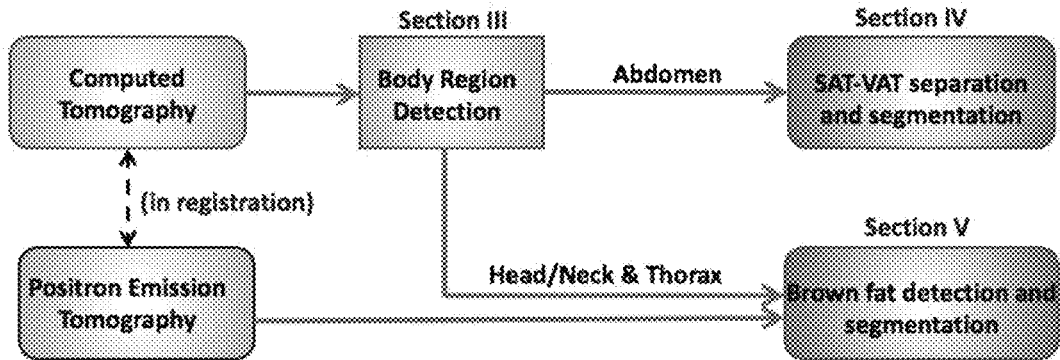 Section III
Section IV
Computed
Tomography
Body Region
Detection
Abdomen
SAT-VAT separation
and segmentation
(in registration)
Section V
Positron Emission
Tomography
Head/Neck & Thorax
Brown fat detection and
segmentation